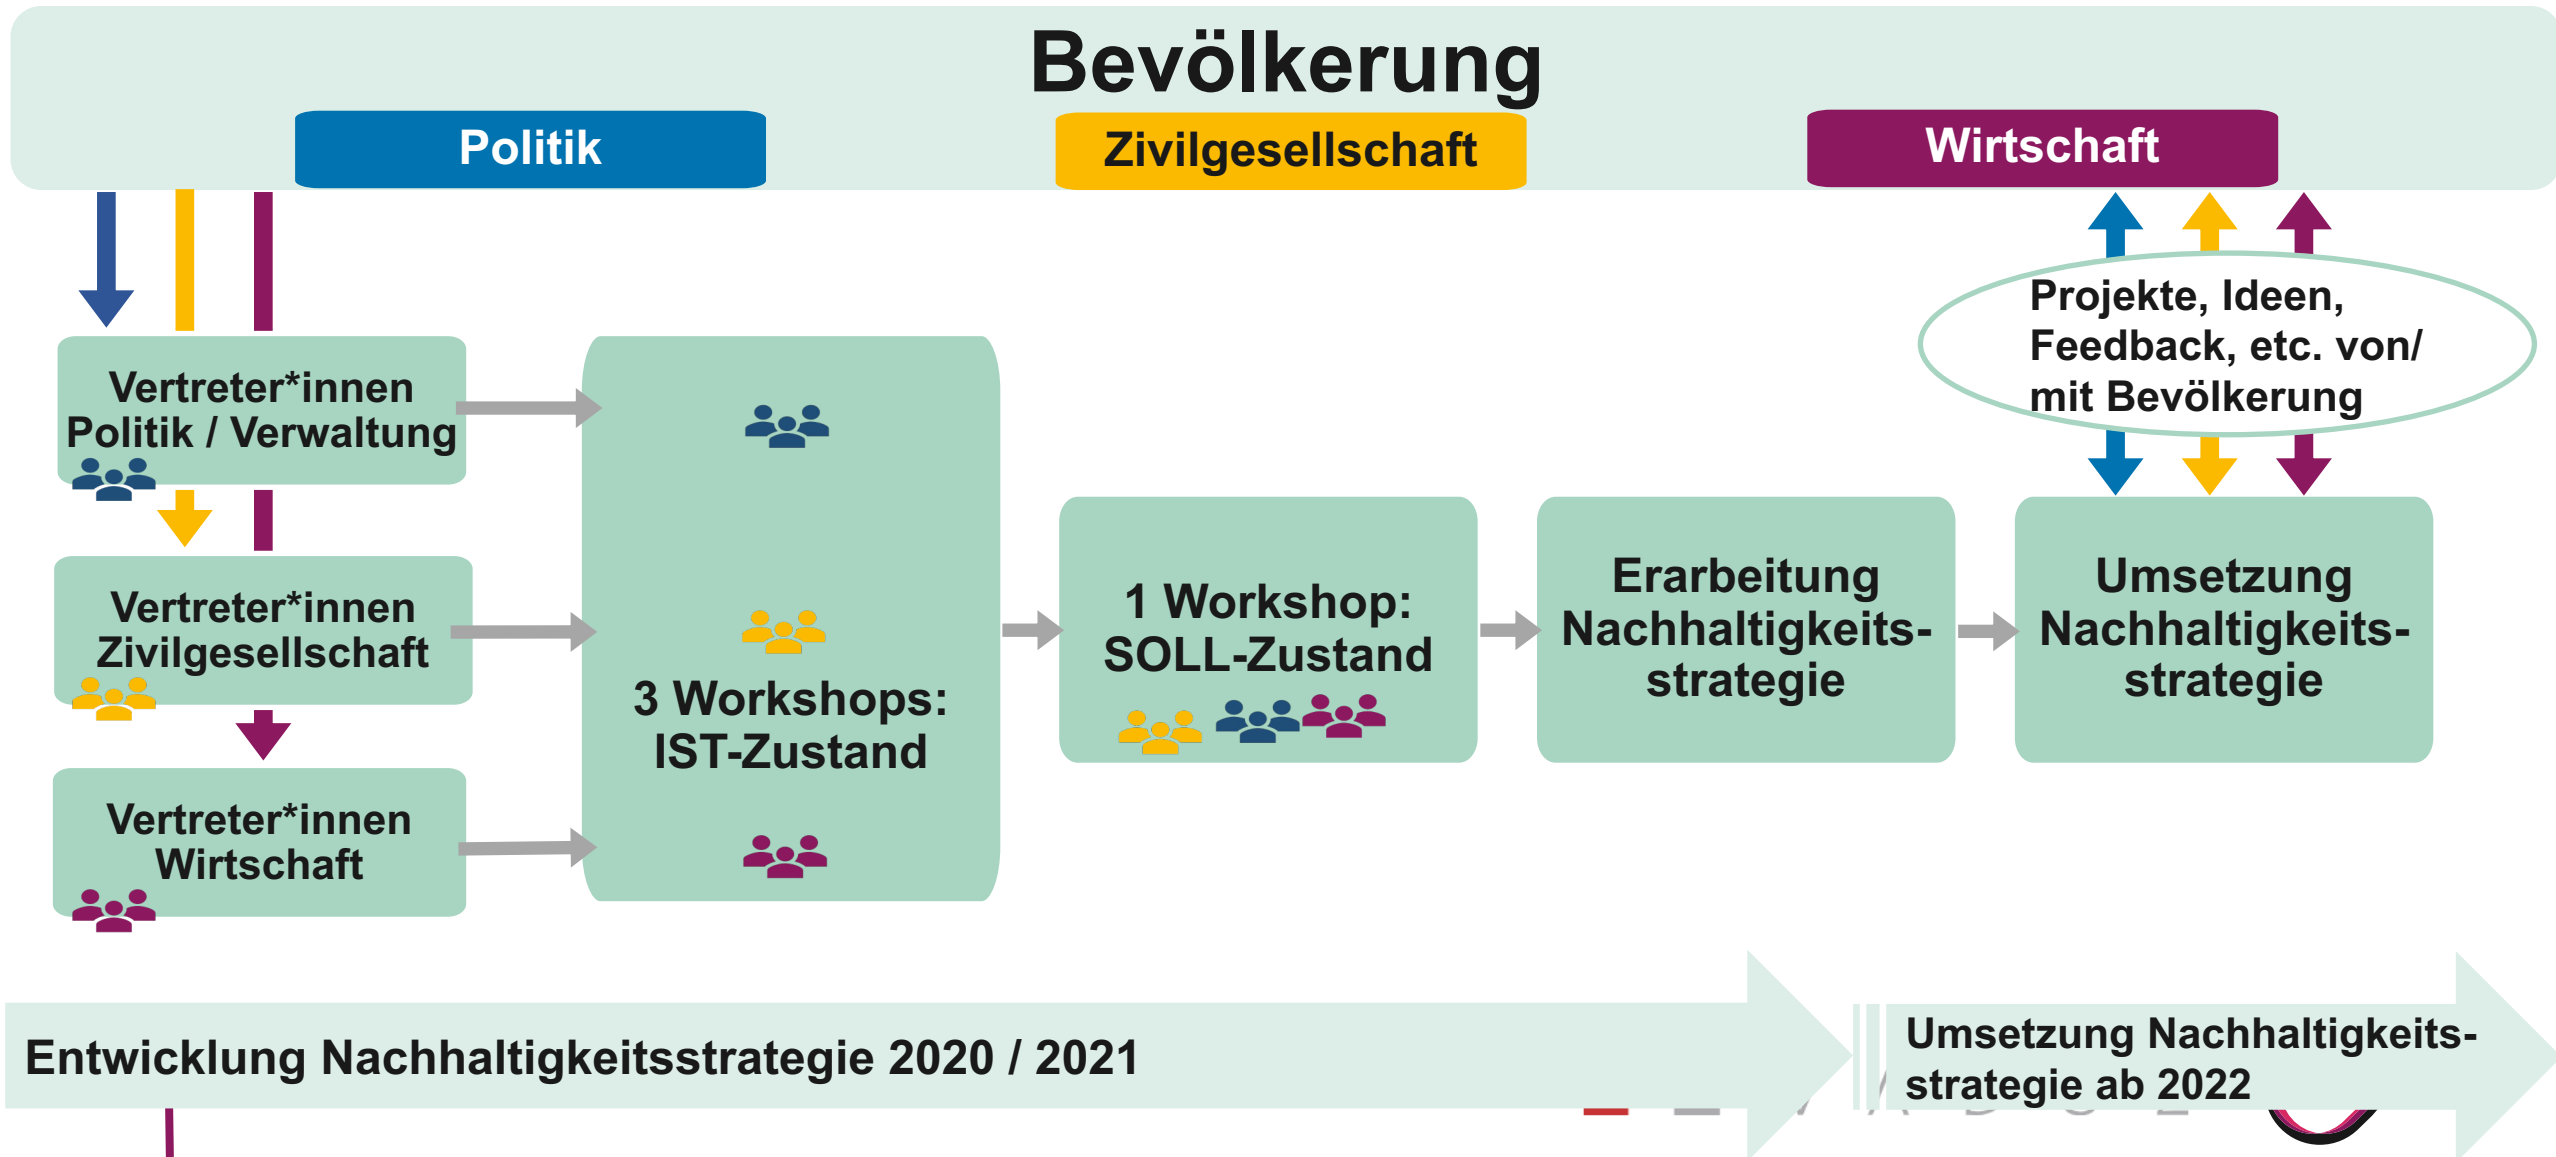 Bevölkerung
Politik
Zivilgesellschaft
Wirtschaft
Projekte, Ideen,
Feedback, etc. von/
mit Bevölkerung
Vertreter*innen
Politik / Verwaltung
Vertreter*innen
Zivilgesellschaft
Vertreter*innen
Wirtschaft
3 Workshops:
IST-Zustand
1 Workshop:
SOLL-Zustand
Erarbeitung
Nachhaltigkeits-
strategie
Umsetzung
Nachhaltigkeits-
strategie
Entwicklung Nachhaltigkeitsstrategie 2020 / 2021
Umsetzung Nachhaltigkeits-
strategie ab 2022